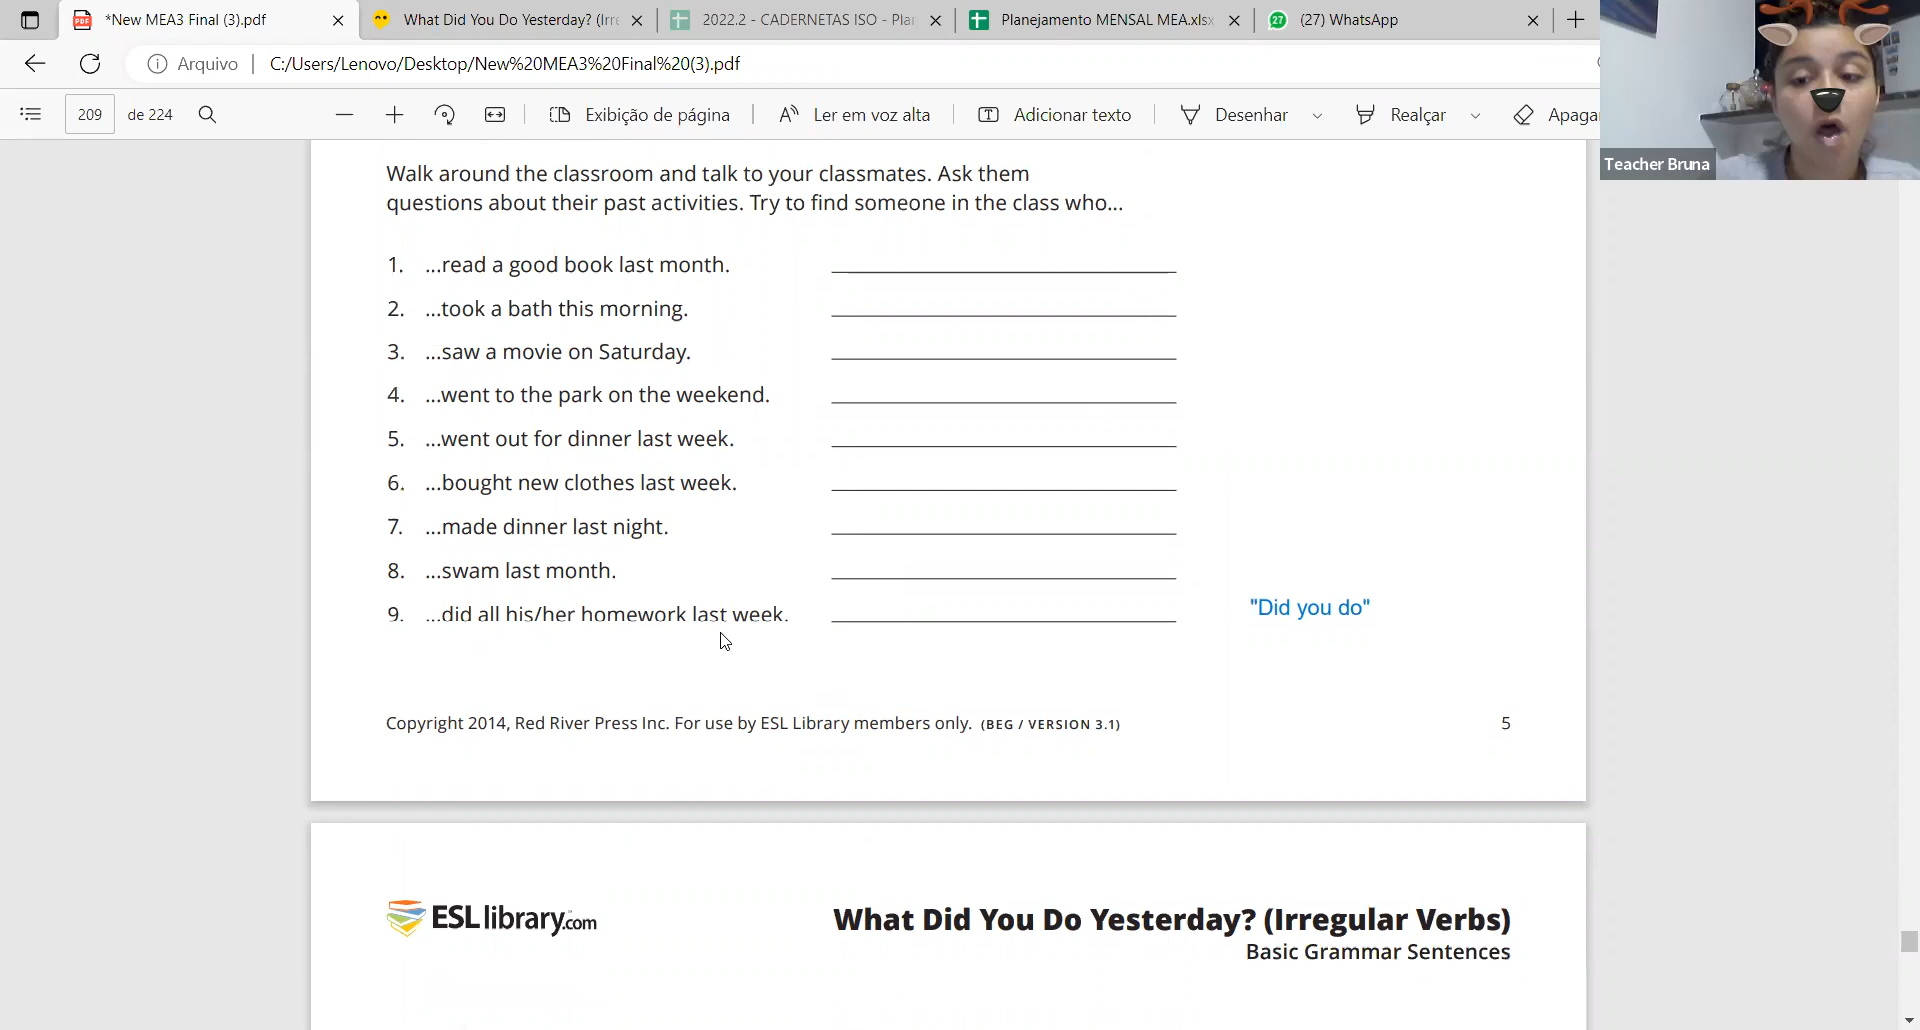 *New MEA3 Final (3).pdf
What Did You Do Yesterday? (Irre
2022.2 - CADERNETAS ISO - Pla
Planejamento MENSAL MEA.xlsx
(27) WhatsApp
Arquivo
C:/Users/Lenovo/Desktop/New%20MEA3%20Final%20(3).pdf
209 de 224
Exibição de página
Ler em voz alta
Adicionar texto
Desenhar
Realçar
Apagar
Teacher Bruna
Walk around the classroom and talk to your classmates. Ask them
questions about their past activities. Try to find someone in the class who...
1. ...read a good book last month.
2. ...took a bath this morning.
3. ...saw a movie on Saturday.
4. ...went to the park on the weekend.
5. ...went out for dinner last week.
6. ...bought new clothes last week.
7. ...made dinner last night.
8. ...swam last month.
9. ...did all his/her homework last week.
"Did you do"
Copyright 2014, Red River Press Inc. For use by ESL Library members only. (BEG / VERSION 3.1)
5
ESLlibrary.com
What Did You Do Yesterday? (Irregular Verbs)
Basic Grammar Sentences